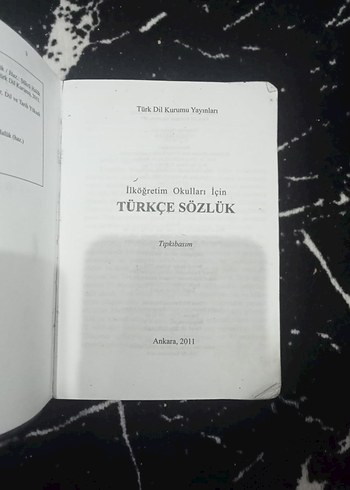 Türk Dil Kurumu Yayınları
İlköğretim Okulları İçin
TÜRKÇE SÖZLÜK
Tıpkıbasım
Ankara, 2011